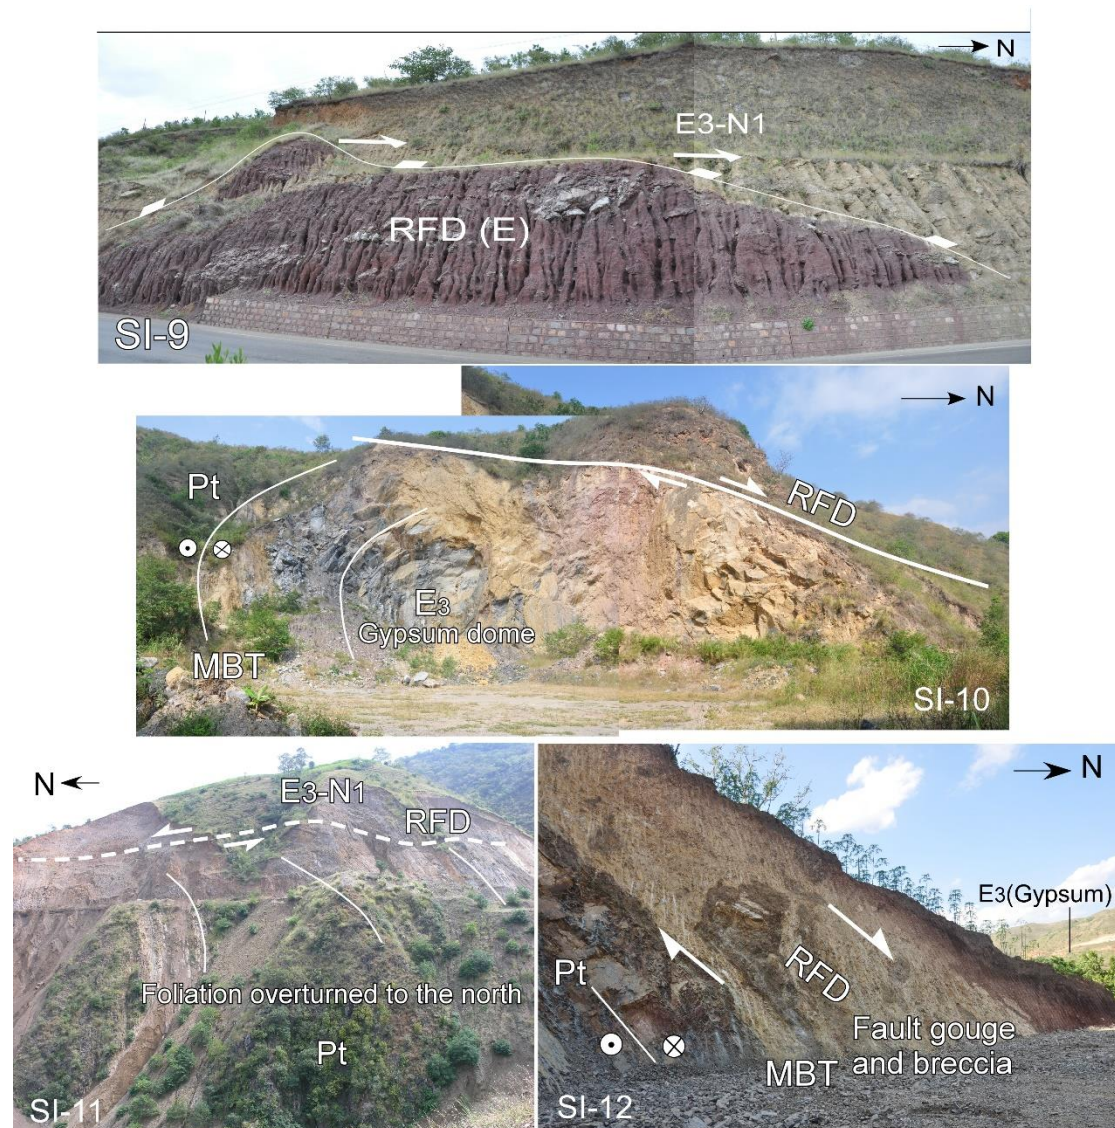 N
E3-N1
RFD (E)
SI-9
N
Pt
RFD
E3
Gypsum dome
MBT
SI-10
N
E3-N1
RFD
Foliation overturned to the north
Pt
SI-11
N
E3(Gypsum)
Pt
RFD
Fault gouge
and breccia
MBT
SI-12